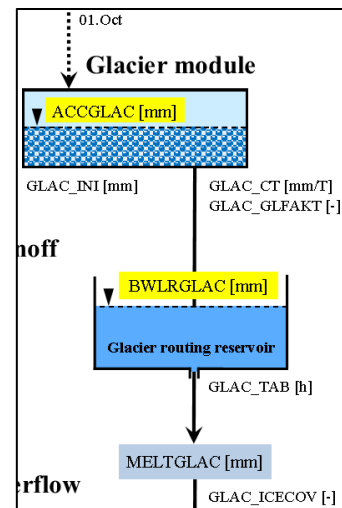 01.Oct
Glacier module
ACCGLAC [mm]
GLAC_INI [mm]
GLAC_CT [mm/T]
GLAC_GLFAKT [-]
noff
BWLRGLAC [mm]
Glacier routing reservoir
GLAC_TAB [h]
MELTGLAC [mm]
erflow
GLAC_ICECOV [-]